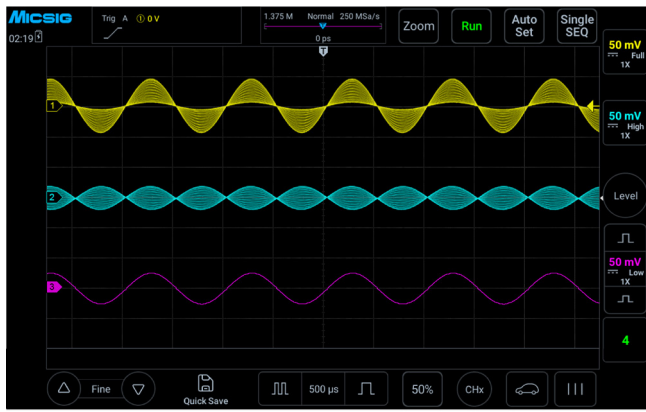 Micsig
Trig A ① 0 V
1.375 M Normal 250 MSa/s
0 ps
Zoom
Run
Auto
Set
Single
SEQ
02:19
T
50 mV
Full
1X
1
50 mV
High
1X
2
Level
50 mV
Low
1X
3
4
Fine
Quick Save
500 µs
50%
CHx